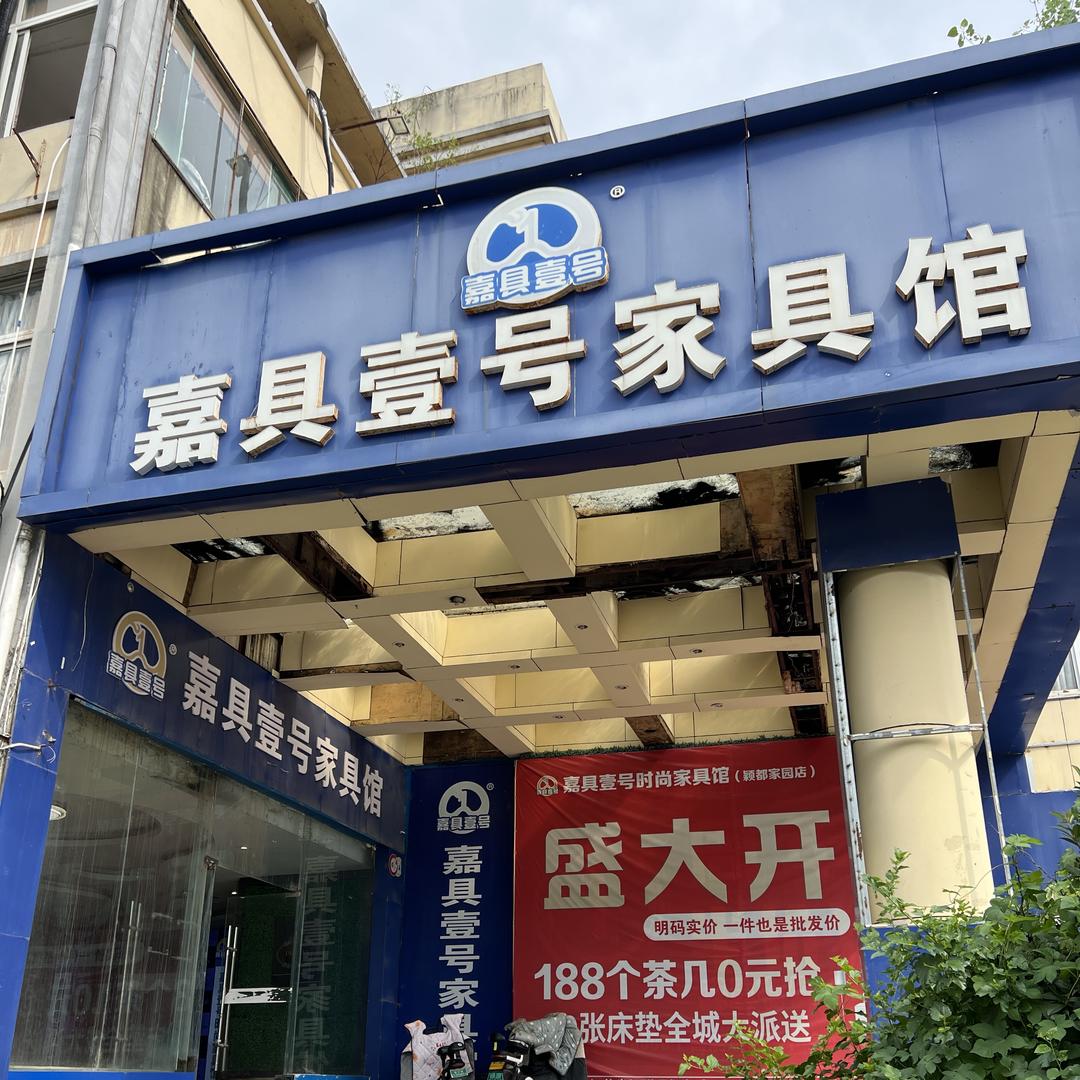 嘉具壹号
®
嘉具壹号家具馆
嘉具壹号
®
嘉具壹号家具馆
嘉具壹号
®
嘉具壹号家具
嘉具壹号时尚家具馆（颖都家园店）
盛大开
明码实价 一件也是批发价
188个茶几0元抢
张床垫全城大派送